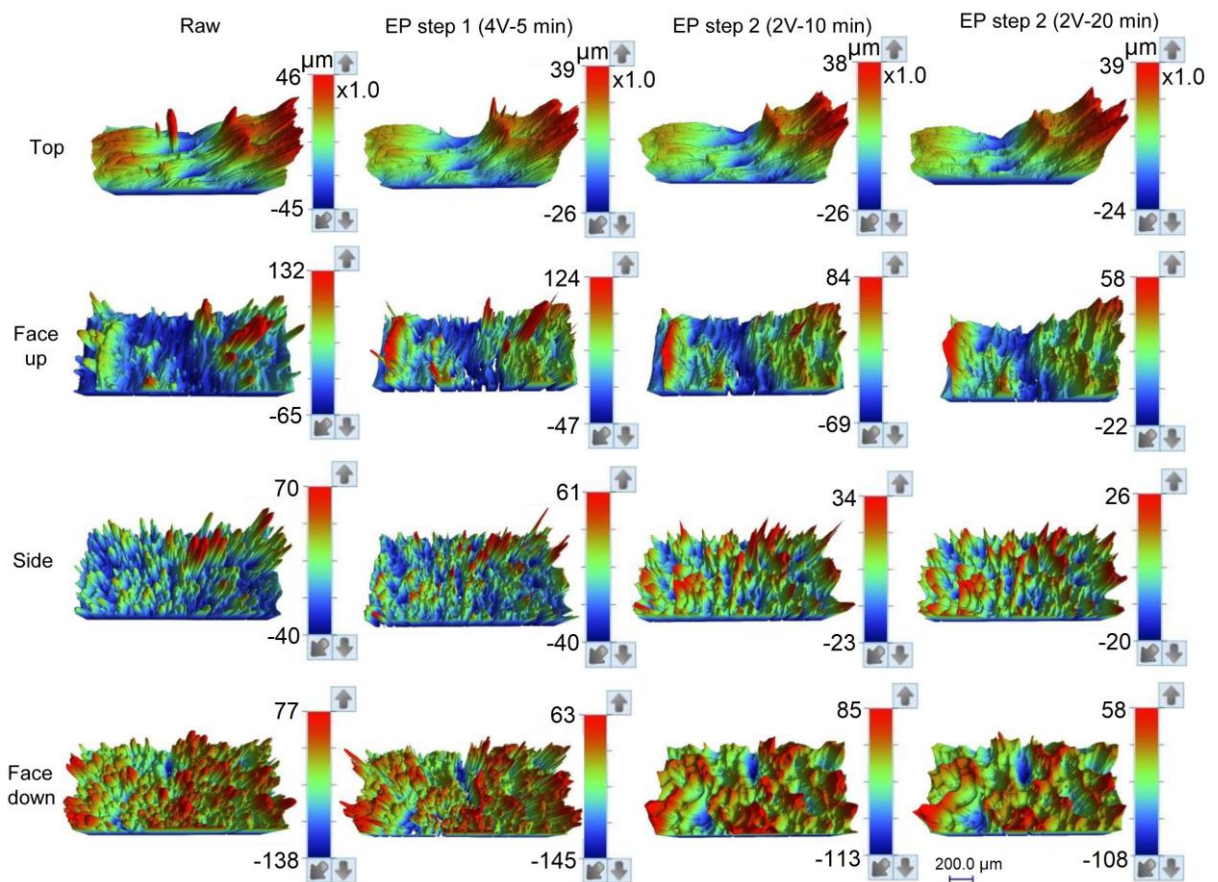 Raw
EP step 1 (4V-5 min)
EP step 2 (2V-10 min)
EP step 2 (2V-20 min)
Top
µm
46
x1.0
-45
µm
39
x1.0
-26
µm
38
x1.0
-26
µm
39
x1.0
-24
Face
up
132
-65
124
-47
84
-69
58
-22
Side
70
-40
61
-40
34
-23
26
-20
Face
down
77
-138
63
-145
85
-113
58
-108
200.0 µm